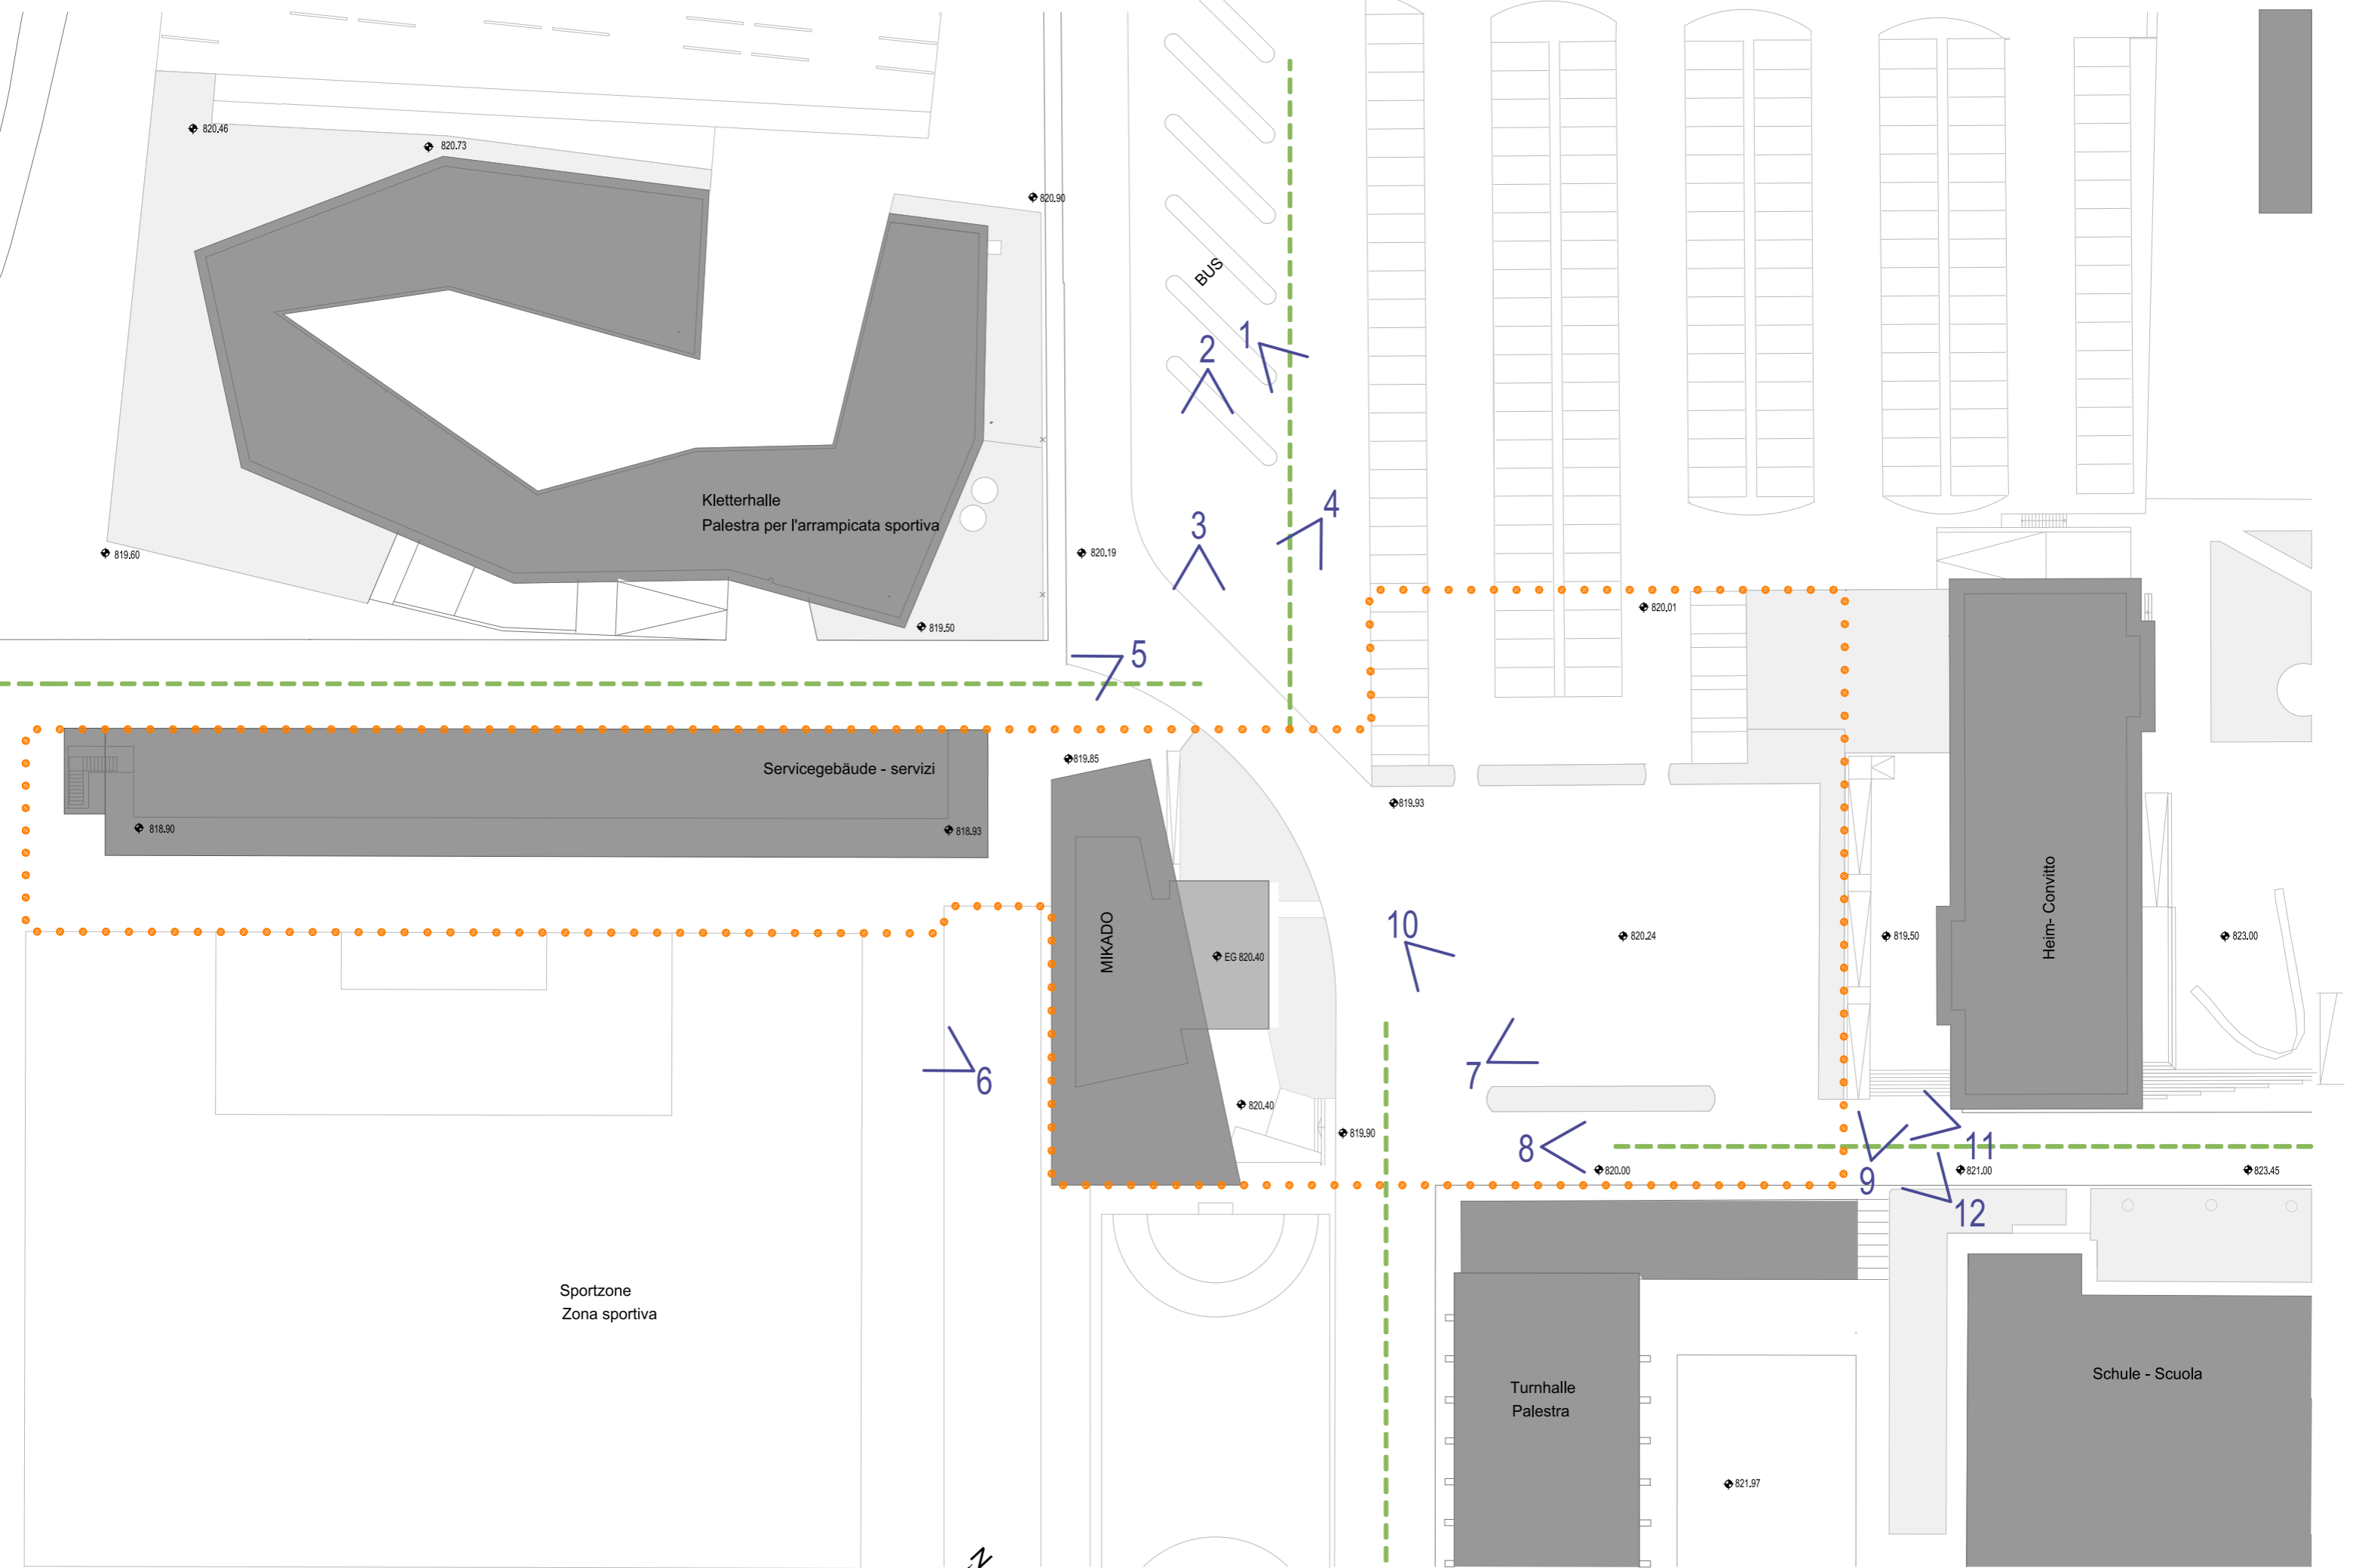 820.46
820.73
820.90
BUS
1
2
Kletterhalle
Palestra per l'arrampicata sportiva
3
4
819.60
820.19
819.50
820.01
5
Servicegebäude - servizi
819.85
818.90
818.93
819.93
MIKADO
EG 820.40
10
820.24
819.50
Heim- Convitto
823.00
6
7
820.40
819.90
8
820.00
9
11
821.00
823.45
12
Sportzone
Zona sportiva
Turnhalle
Palestra
Schule - Scuola
821.97
N